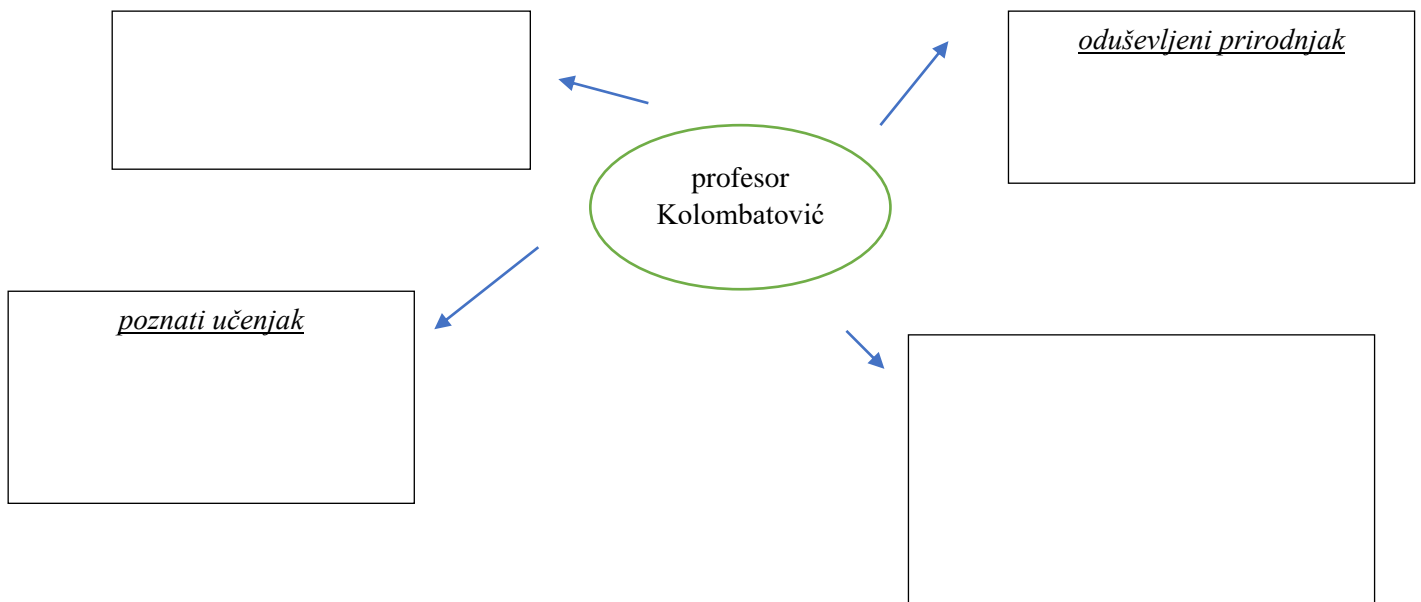 oduševljeni prirodnjak
profesor
Kolombatović
poznati učenjak